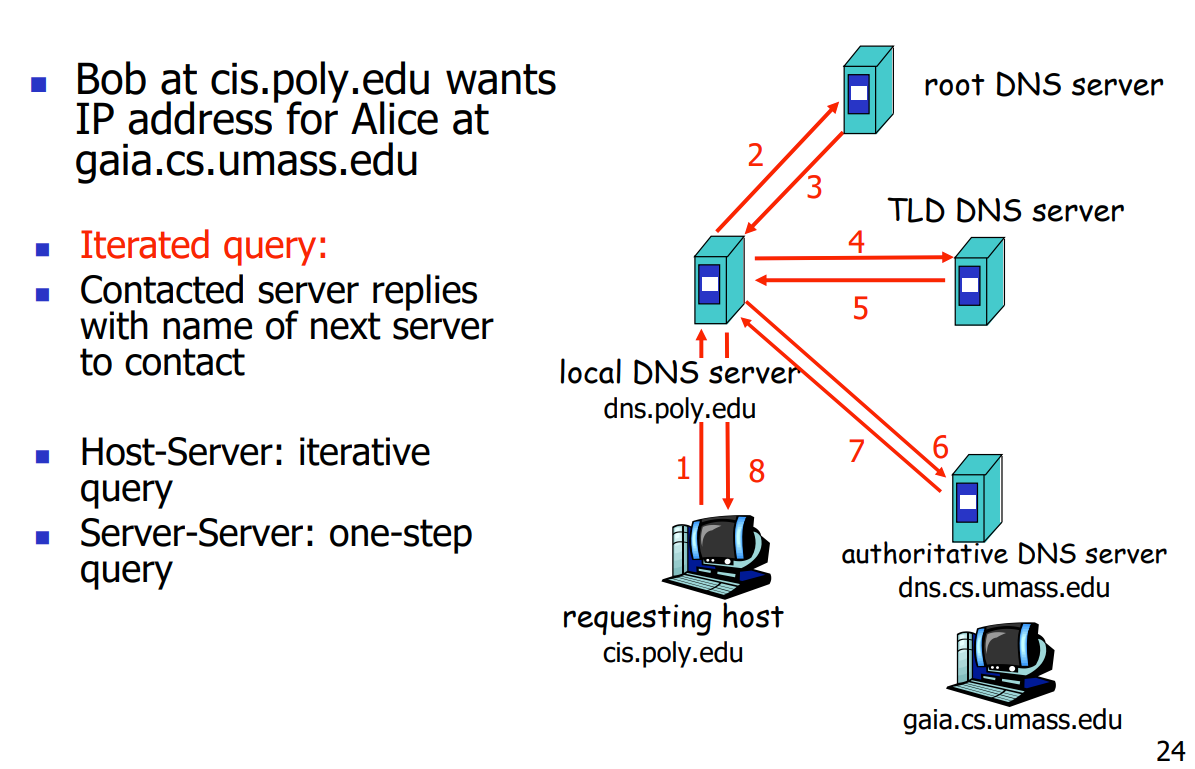 Bob at cis.poly.edu wants
IP address for Alice at
gaia.cs.umass.edu
Iterated query:
Contacted server replies
with name of next server
to contact
Host-Server: iterative
query
Server-Server: one-step
query
root DNS server
2
3
TLD DNS server
4
5
local DNS server
dns.poly.edu
1
8
7
6
authoritative DNS server
dns.cs.umass.edu
requesting host
cis.poly.edu
gaia.cs.umass.edu
24